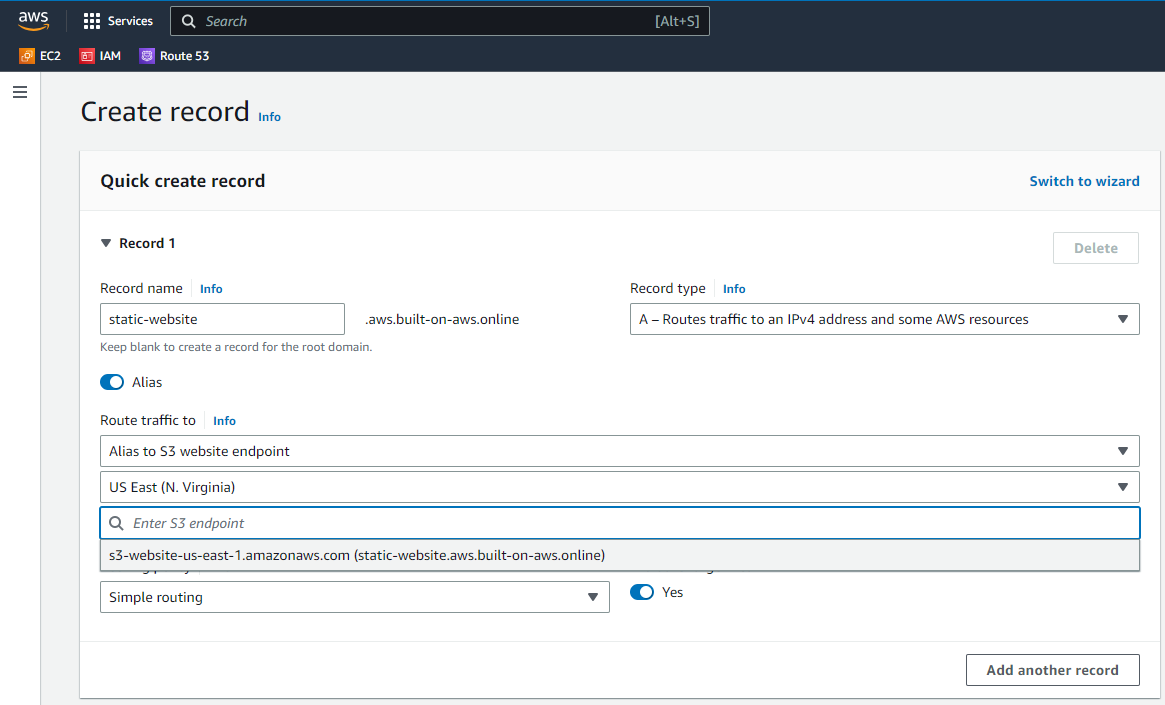 aws Services Search [Alt+S]
EC2 IAM Route 53
Create record Info
Quick create record Switch to wizard
Record 1 Delete
Record name Info Record type Info
static-website .aws.built-on-aws.online A – Routes traffic to an IPv4 address and some AWS resources
Keep blank to create a record for the root domain.
Alias
Route traffic to Info
Alias to S3 website endpoint
US East (N. Virginia)
Enter S3 endpoint
s3-website-us-east-1.amazonaws.com (static-website.aws.built-on-aws.online)
Simple routing Yes
Add another record